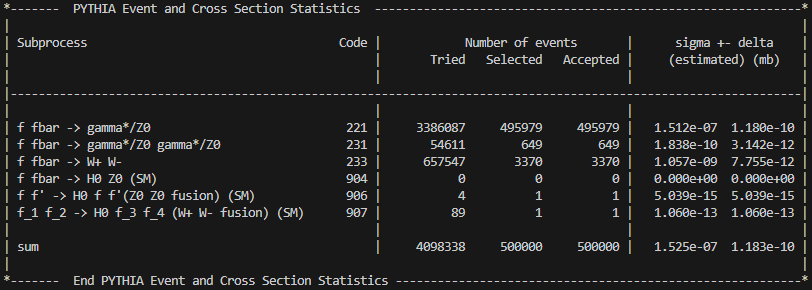 *-------  PYTHIA Event and Cross Section Statistics  -------------------------------------------------------------*
|                                                                                                                 |
| Subprocess                                    Code |            Number of events       |      sigma +- delta    |
|                                                    |       Tried   Selected   Accepted |     (estimated) (mb)   |
|                                                    |                                   |                        |
|-----------------------------------------------------------------------------------------------------------------|
|                                                    |                                   |                        |
| f fbar -> gamma*/Z0                            221 |     3386087     495979     495979 |   1.512e-07  1.180e-10 |
| f fbar -> gamma*/Z0 gamma*/Z0                  231 |       54611        649        649 |   1.838e-10  3.142e-12 |
| f fbar -> W+ W-                                233 |      657547       3370       3370 |   1.057e-09  7.755e-12 |
| f fbar -> H0 Z0 (SM)                           904 |           0          0          0 |   0.000e+00  0.000e+00 |
| f f' -> H0 f f'(Z0 Z0 fusion) (SM)             906 |           4          1          1 |   5.039e-15  5.039e-15 |
| f_1 f_2 -> H0 f_3 f_4 (W+ W- fusion) (SM)      907 |          89          1          1 |   1.060e-13  1.060e-13 |
|                                                    |                                   |                        |
| sum                                                |     4098338     500000     500000 |   1.525e-07  1.183e-10 |
|                                                                                                                 |
*-------  End PYTHIA Event and Cross Section Statistics ----------------------------------------------------------*